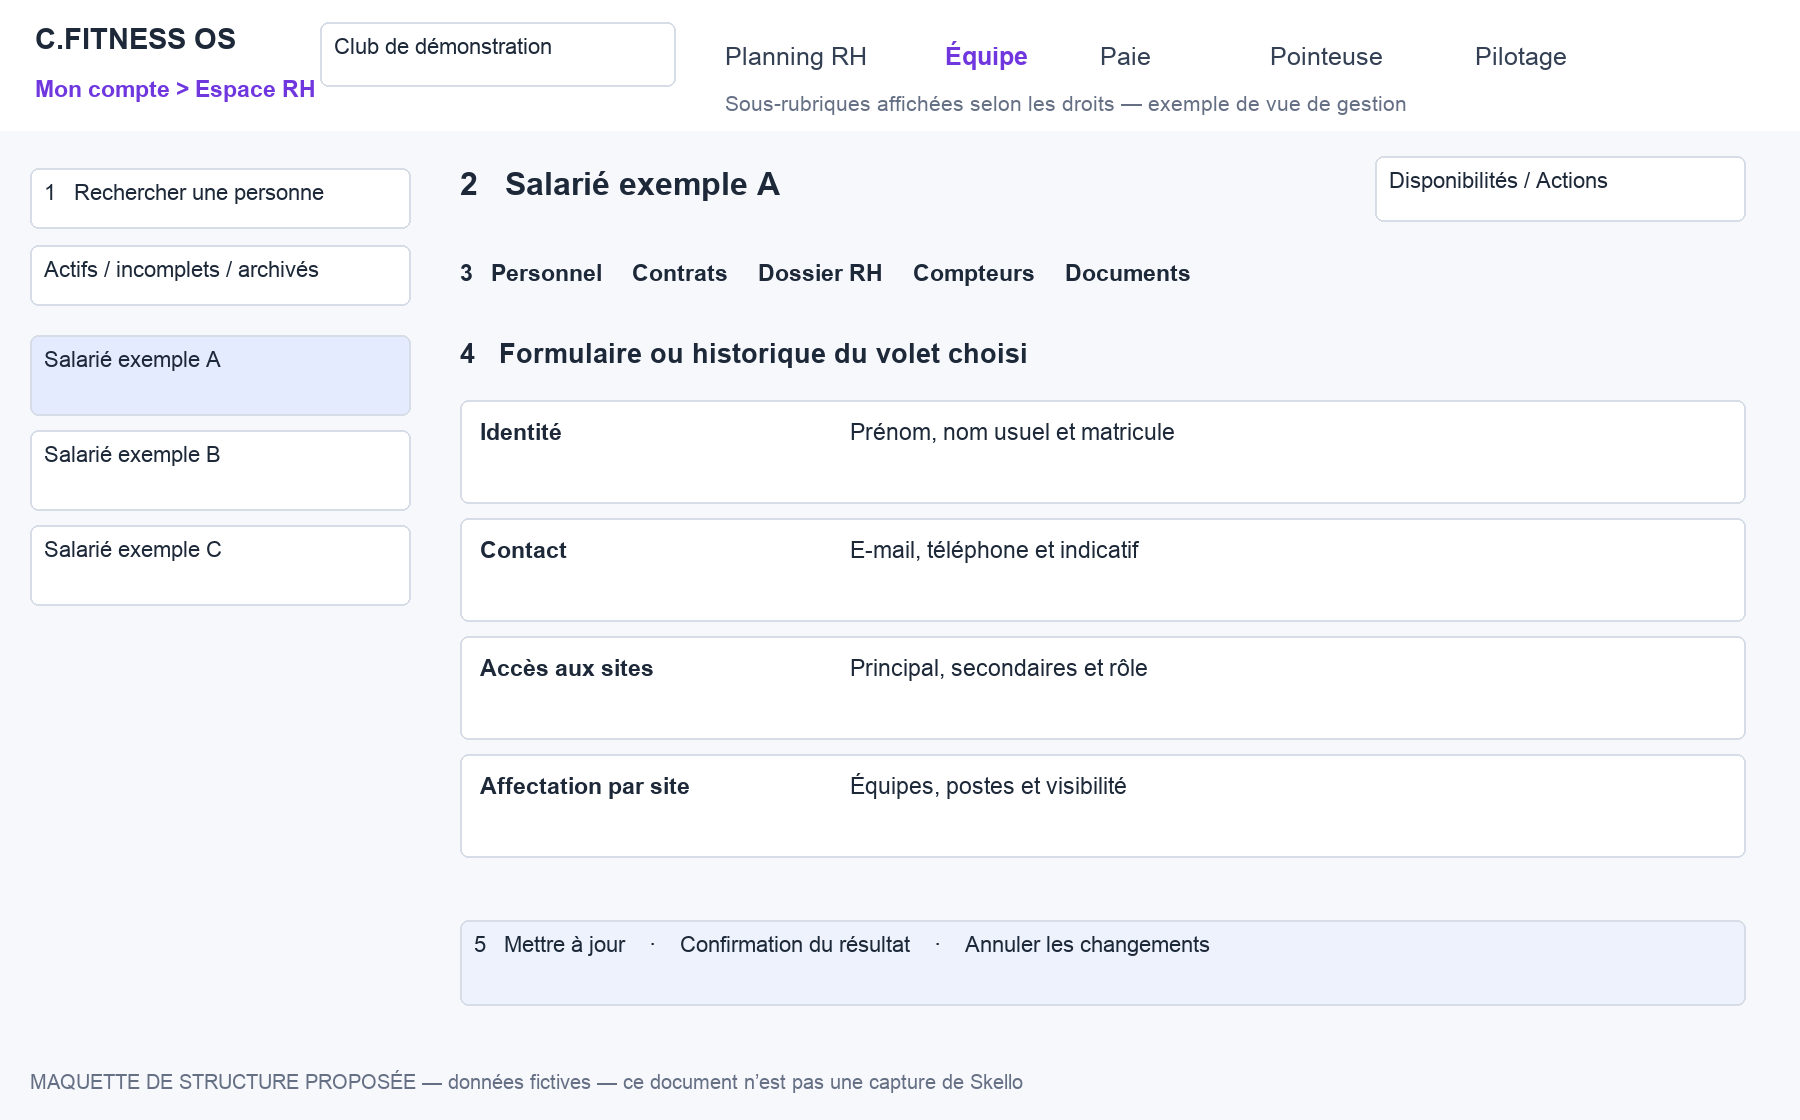 C.FITNESS OS
Mon compte > Espace RH
Club de démonstration
Planning RH Équipe Paie Pointeuse Pilotage
Sous-rubriques affichées selon les droits — exemple de vue de gestion
1 Rechercher une personne
Actifs / incomplets / archivés
Salarié exemple A
Salarié exemple B
Salarié exemple C
2 Salarié exemple A
Disponibilités / Actions
3 Personnel Contrats Dossier RH Compteurs Documents
4 Formulaire ou historique du volet choisi
Identité Prénom, nom usuel et matricule
Contact E-mail, téléphone et indicatif
Accès aux sites Principal, secondaires et rôle
Affectation par site Équipes, postes et visibilité
5 Mettre à jour · Confirmation du résultat · Annuler les changements
MAQUETTE DE STRUCTURE PROPOSÉE — données fictives — ce document n’est pas une capture de Skello